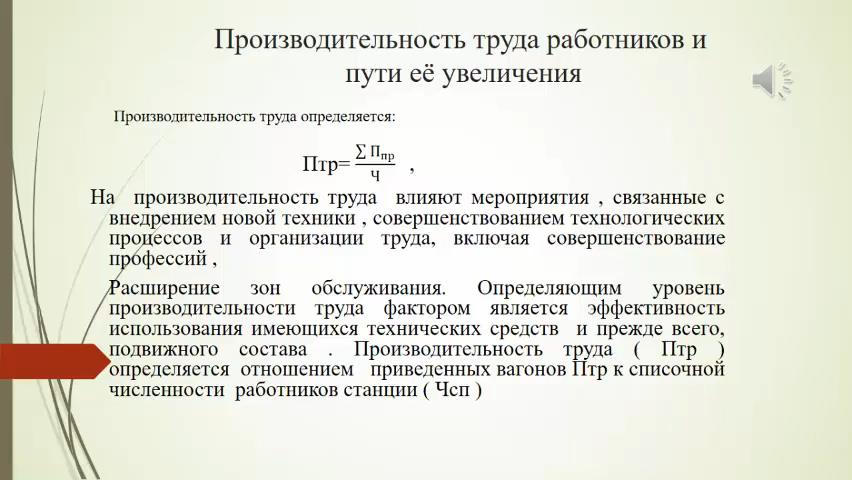 Производительность труда работников и
пути её увеличения
Производительность труда определяется:
Птр= ∑ Ппр / Ч ,
На производительность труда влияют мероприятия , связанные с
внедрением новой техники , совершенствованием технологических
процессов и организации труда, включая совершенствование
профессий ,
Расширение зон обслуживания. Определяющим уровень
производительности труда фактором является эффективность
использования имеющихся технических средств и прежде всего,
подвижного состава . Производительность труда ( Птр )
определяется отношением приведенных вагонов Птр к списочной
численности работников станции ( Чсп )